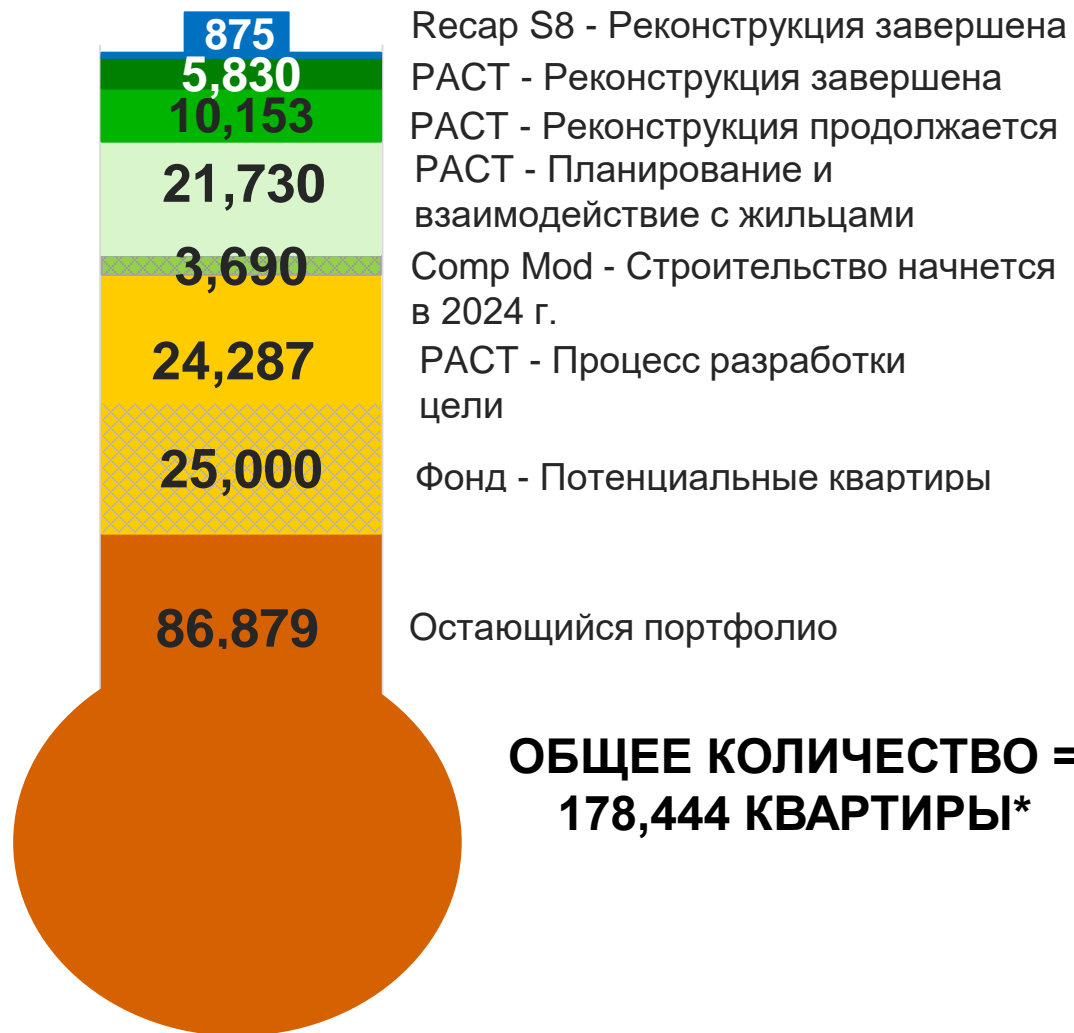 875
Recap S8 - Реконструкция завершена
5,830
PACT - Реконструкция завершена
10,153
PACT - Реконструкция продолжается
21,730
PACT - Планирование и
взаимодействие с жильцами
3,690
Comp Mod - Строительство начнется
в 2024 г.
24,287
PACT - Процесс разработки
цели
25,000
Фонд - Потенциальные квартиры
86,879
Остающийся портфолио
ОБЩЕЕ КОЛИЧЕСТВО =
178,444 КВАРТИРЫ*